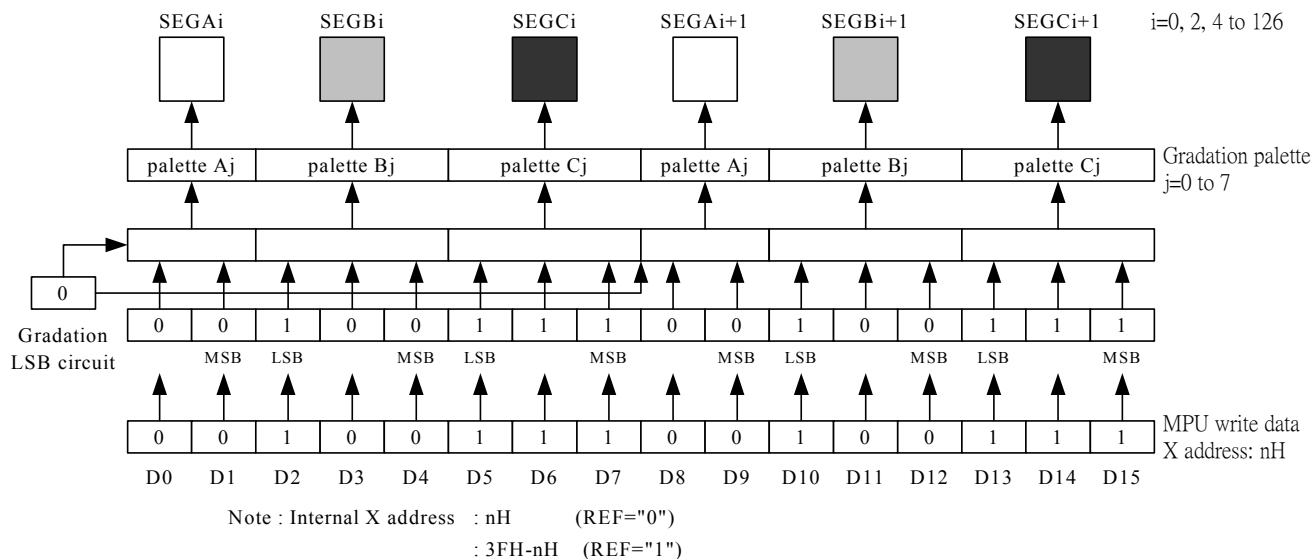 SEGAi SEGBi SEGCi SEGAi+1 SEGBi+1 SEGCi+1 i=0, 2, 4 to 126
palette Aj palette Bj palette Cj palette Aj palette Bj palette Cj Gradation palette
j=0 to 7
0
Gradation
LSB circuit
0 0 1 0 0 1 1 1 0 0 1 0 0 1 1 1
MSB LSB MSB LSB MSB MSB LSB MSB LSB MSB
0 0 1 0 0 1 1 1 0 0 1 0 0 1 1 1 MPU write data
X address: nH
D0 D1 D2 D3 D4 D5 D6 D7 D8 D9 D10 D11 D12 D13 D14 D15
Note : Internal X address : nH (REF="0")
: 3FH-nH (REF="1")